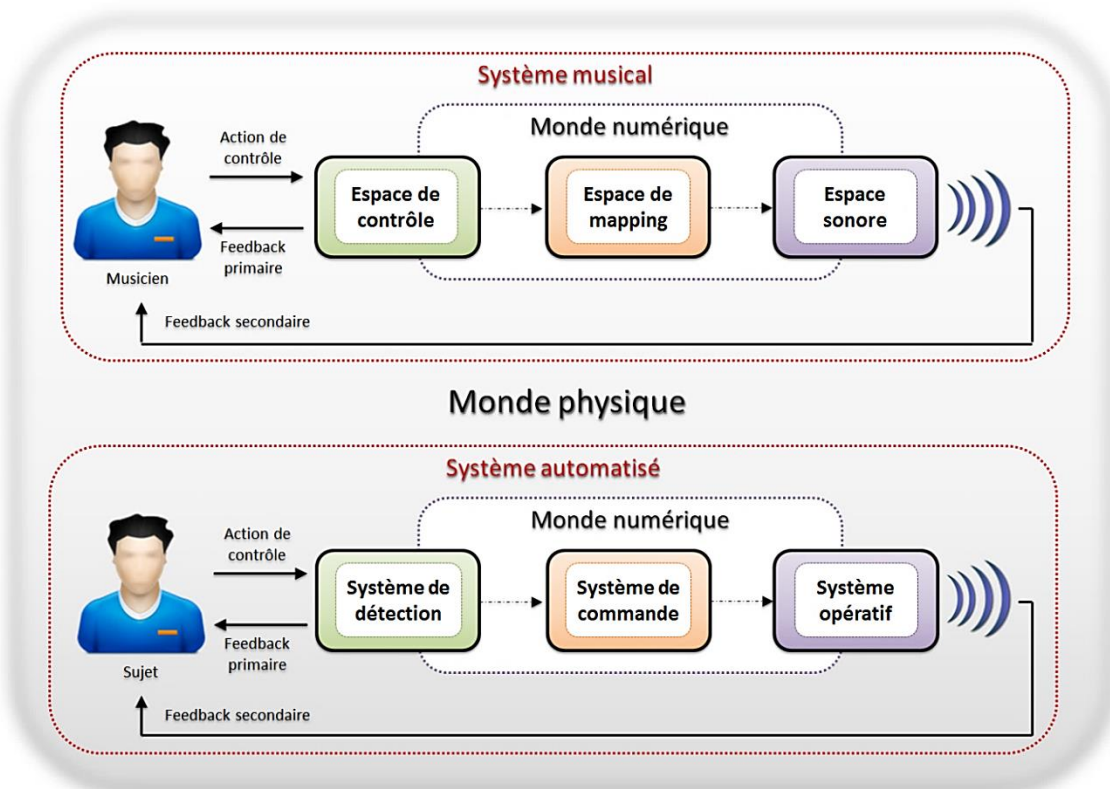 Système musical
Monde numérique
Action de
contrôle
Espace de
contrôle
Espace de
mapping
Espace
sonore
Feedback
primaire
Musicien
Feedback secondaire
Monde physique
Système automatisé
Monde numérique
Action de
contrôle
Système de
détection
Système de
commande
Système
opératif
Feedback
primaire
Sujet
Feedback secondaire